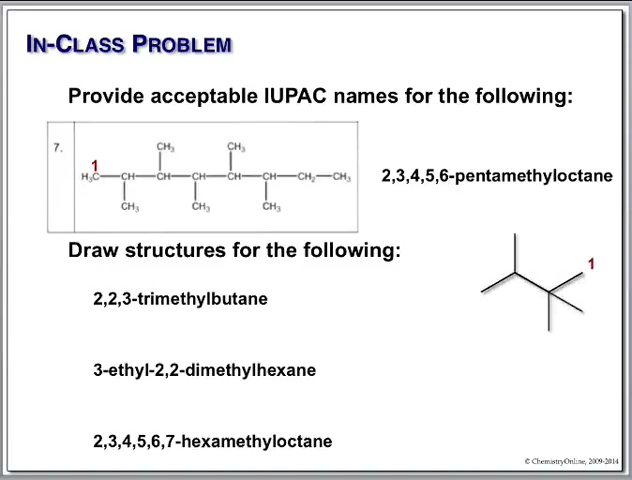 IN-CLASS PROBLEM
Provide acceptable IUPAC names for the following:
7.
CH₃ CH₃
1
H₃C—CH—CH—CH—CH—CH—CH₂—CH₃
CH₃ CH₃ CH₃
2,3,4,5,6-pentamethyloctane
Draw structures for the following:
1
2,2,3-trimethylbutane
3-ethyl-2,2-dimethylhexane
2,3,4,5,6,7-hexamethyloctane
© ChemistryOnline, 2009-2014